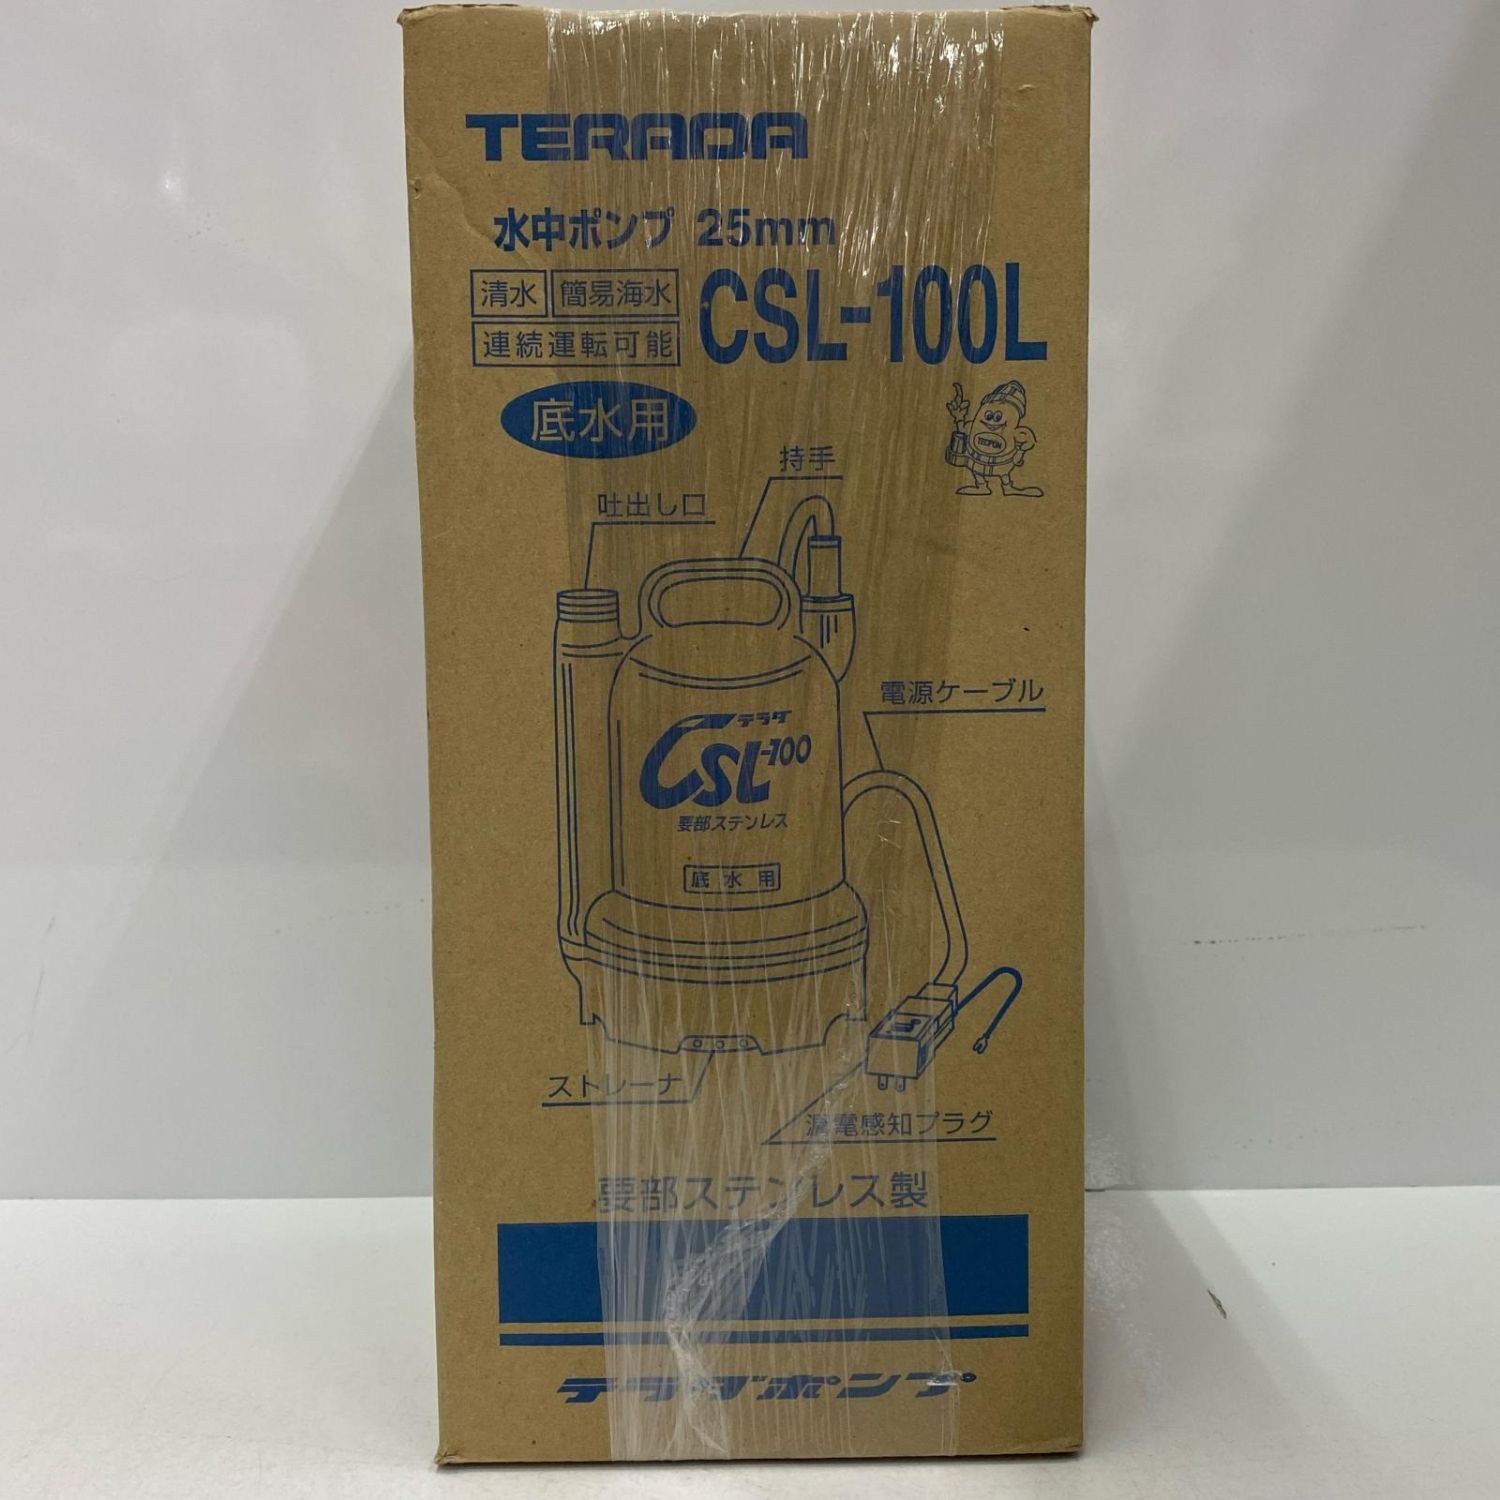 TERADA
水中ポンプ 25mm
清水 簡易海水
連続運転可能
CSL-100L
底水用
TECPON
持手
吐出し口
電源ケーブル
テラダ
CSL-100
要部ステンレス
底水用
ストレーナ
漏電感知プラグ
要部ステンレス製
テラダポンプ